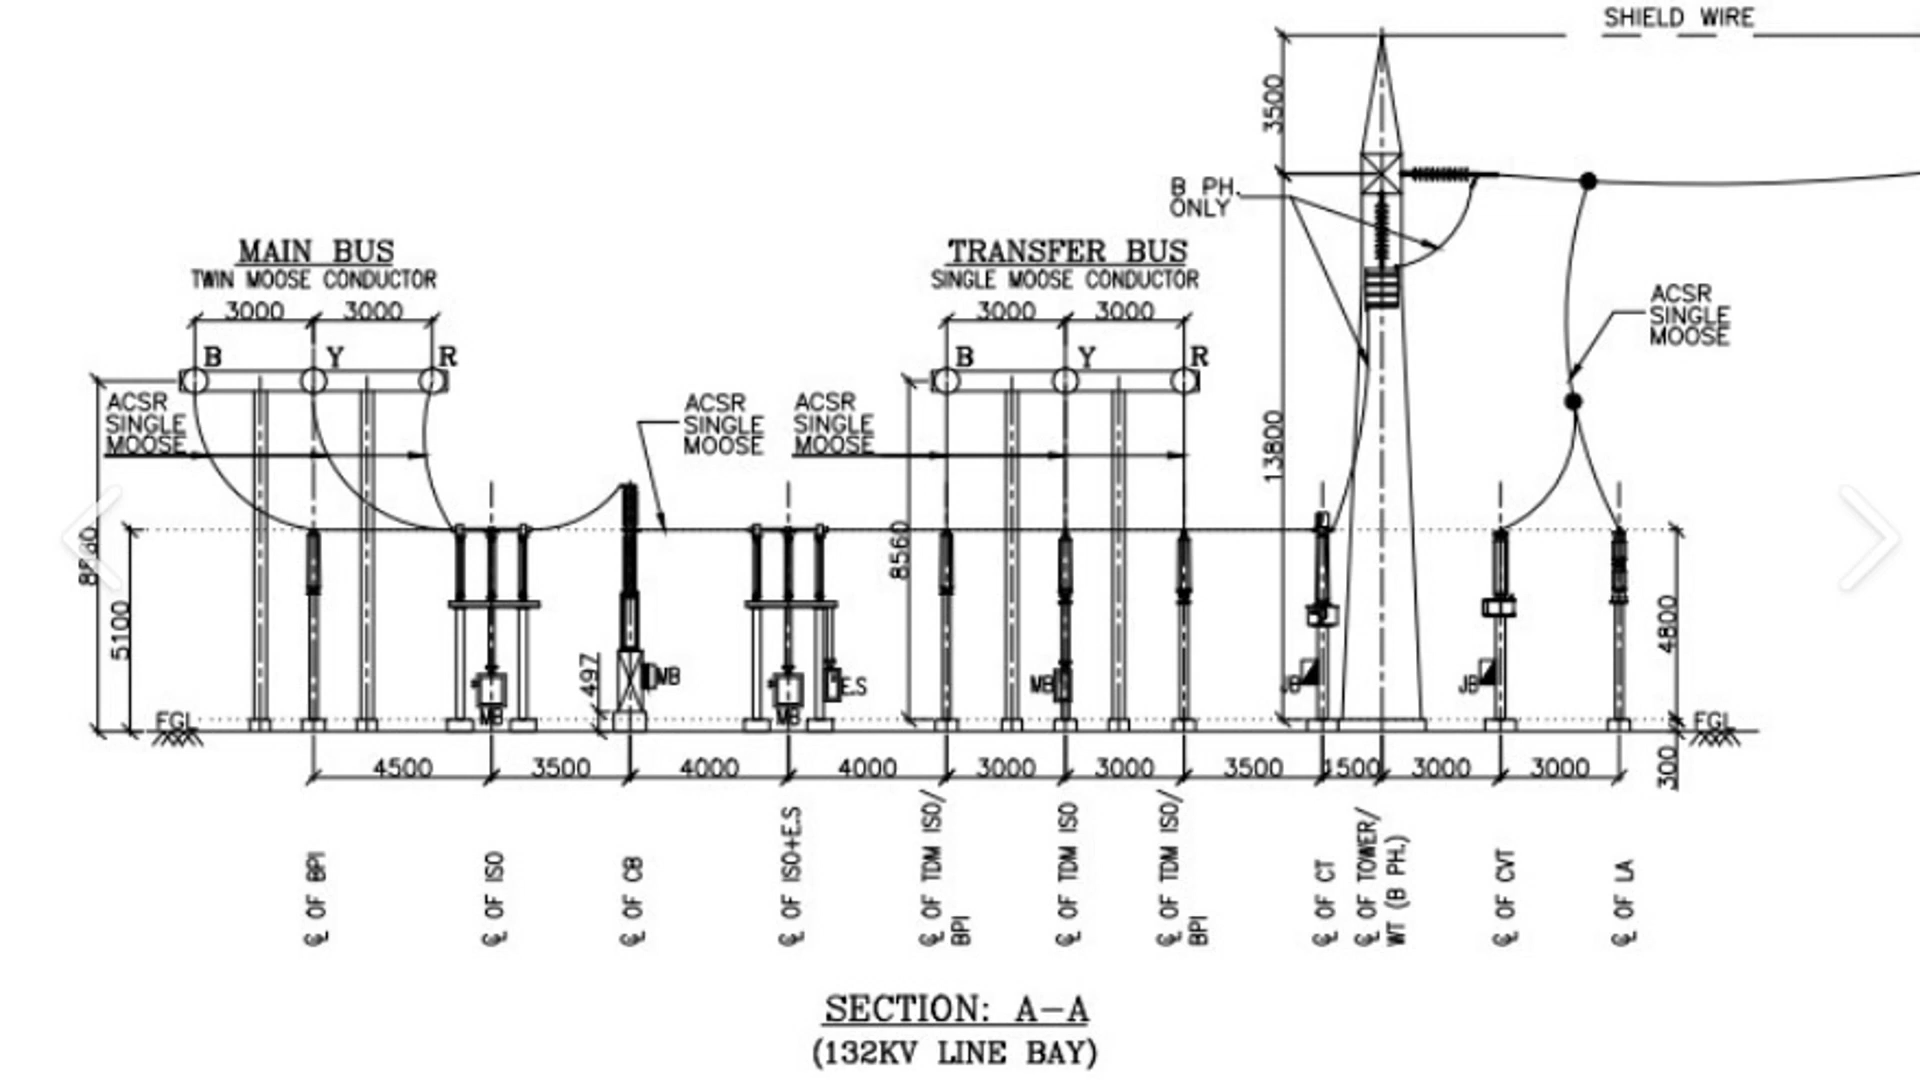 SHIELD WIRE
3500
B PH.
ONLY
MAIN BUS
TWIN MOOSE CONDUCTOR
3000
3000
B
Y
R
TRANSFER BUS
SINGLE MOOSE CONDUCTOR
3000
3000
B
Y
R
ACSR
SINGLE
MOOSE
ACSR
SINGLE
MOOSE
ACSR
SINGLE
MOOSE
ACSR
SINGLE
MOOSE
13800
8560
5100
497
4800
300
MB
MB
MB
E.S
MB
JB
JB
FGL
FGL
4500
3500
4000
4000
3000
3000
3500
1500
3000
3000
℄ OF BPI
℄ OF ISO
℄ OF CB
℄ OF ISO+E.S
℄ OF TDM ISO/
BPI
℄ OF TDM ISO
℄ OF TDM ISO/
BPI
℄ OF CT
℄ OF TOWER/
WT (B PH.)
℄ OF CVT
℄ OF LA
SECTION: A-A
(132KV LINE BAY)